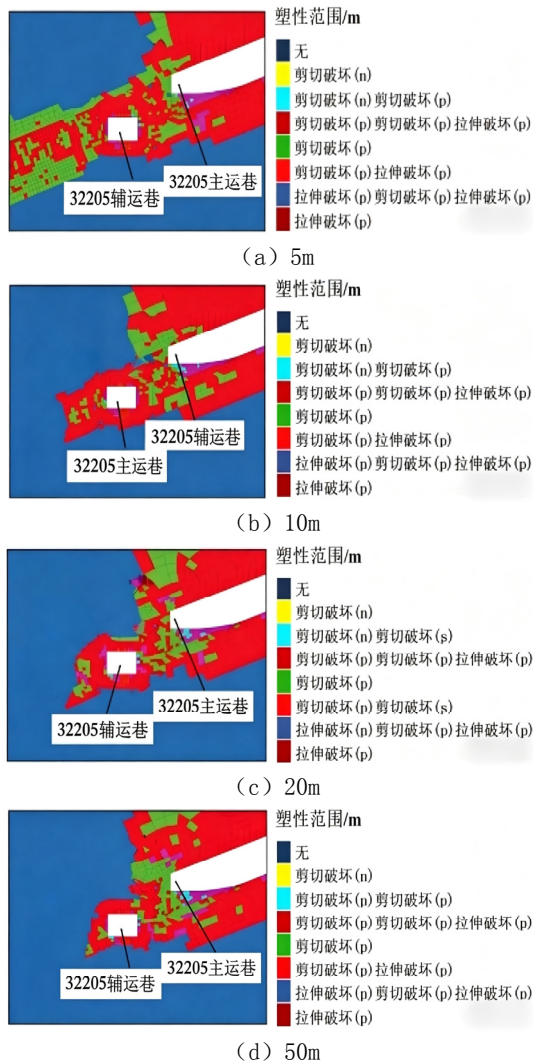 塑性范围/m
无
剪切破坏(n)
剪切破坏(n)剪切破坏(p)
剪切破坏(p)剪切破坏(p)拉伸破坏(p)
剪切破坏(p)
剪切破坏(p)拉伸破坏(p)
拉伸破坏(p)剪切破坏(p)拉伸破坏(p)
拉伸破坏(p)
32205辅运巷
32205主运巷
（a）5m
塑性范围/m
无
剪切破坏(n)
剪切破坏(n)剪切破坏(p)
剪切破坏(p)剪切破坏(p)拉伸破坏(p)
剪切破坏(p)
剪切破坏(p)拉伸破坏(p)
拉伸破坏(p)剪切破坏(p)拉伸破坏(p)
拉伸破坏(p)
32205辅运巷
32205主运巷
（b）10m
塑性范围/m
无
剪切破坏(n)
剪切破坏(n)剪切破坏(s)
剪切破坏(p)剪切破坏(p)拉伸破坏(p)
剪切破坏(p)
剪切破坏(n)剪切破坏(s)
拉伸破坏(p)剪切破坏(p)拉伸破坏(p)
拉伸破坏(p)
32205主运巷
32205辅运巷
（c）20m
塑性范围/m
无
剪切破坏(n)
剪切破坏(p)剪切破坏(p)
剪切破坏(p)剪切破坏(p)拉伸破坏(p)
剪切破坏(p)
剪切破坏(p)拉伸破坏(p)
拉伸破坏(p)剪切破坏(p)拉伸破坏(p)
拉伸破坏(p)
32205主运巷
32205辅运巷
（d）50m